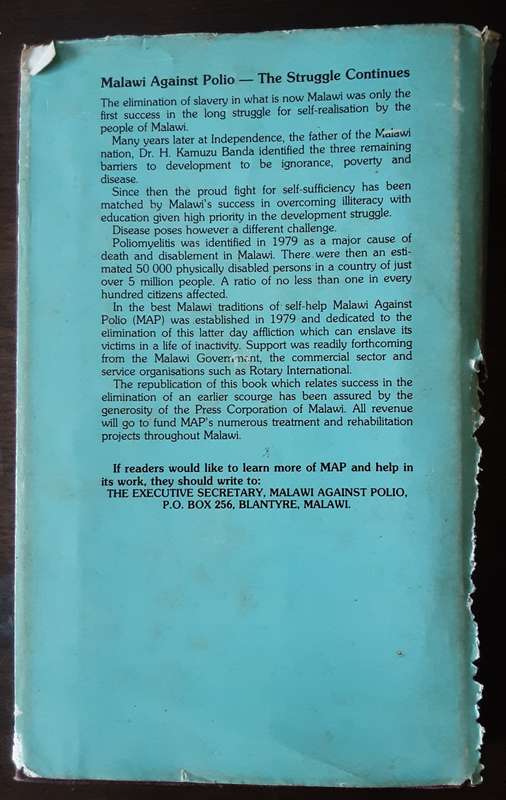 Malawi Against Polio — The Struggle Continues
The elimination of slavery in what is now Malawi was only the
first success in the long struggle for self-realisation by the
people of Malawi.
Many years later at Independence, the father of the Malawi
nation, Dr. H. Kamuzu Banda identified the three remaining
barriers to development to be ignorance, poverty and
disease.
Since then the proud fight for self-sufficiency has been
matched by Malawi's success in overcoming illiteracy with
education given high priority in the development struggle.
Disease poses however a different challenge.
Poliomyelitis was identified in 1979 as a major cause of
death and disablement in Malawi. There were then an esti-
mated 50 000 physically disabled persons in a country of just
over 5 million people. A ratio of no less than one in every
hundred citizens affected.
In the best Malawi traditions of self-help Malawi Against
Polio (MAP) was established in 1979 and dedicated to the
elimination of this latter day affliction which can enslave its
victims in a life of inactivity. Support was readily forthcoming
from the Malawi Government, the commercial sector and
service organisations such as Rotary International.
The republication of this book which relates success in the
elimination of an earlier scourge has been assured by the
generosity of the Press Corporation of Malawi. All revenue
will go to fund MAP's numerous treatment and rehabilitation
projects throughout Malawi.
If readers would like to learn more of MAP and help in
its work, they should write to:
THE EXECUTIVE SECRETARY, MALAWI AGAINST POLIO,
P.O. BOX 256, BLANTYRE, MALAWI.